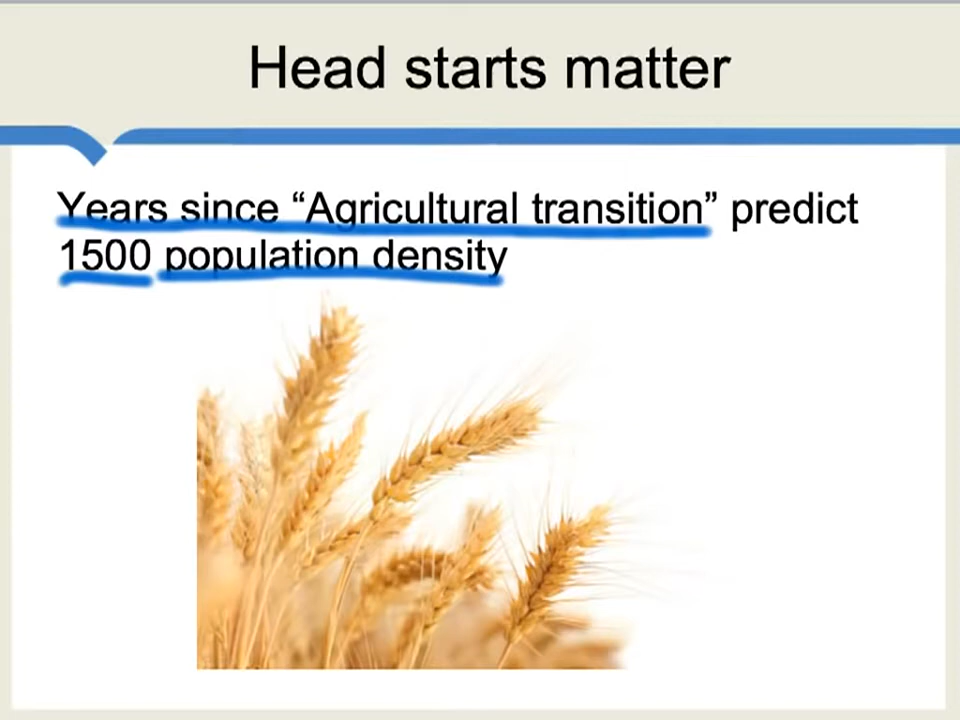 Head starts matter
Years since “Agricultural transition” predict
1500 population density